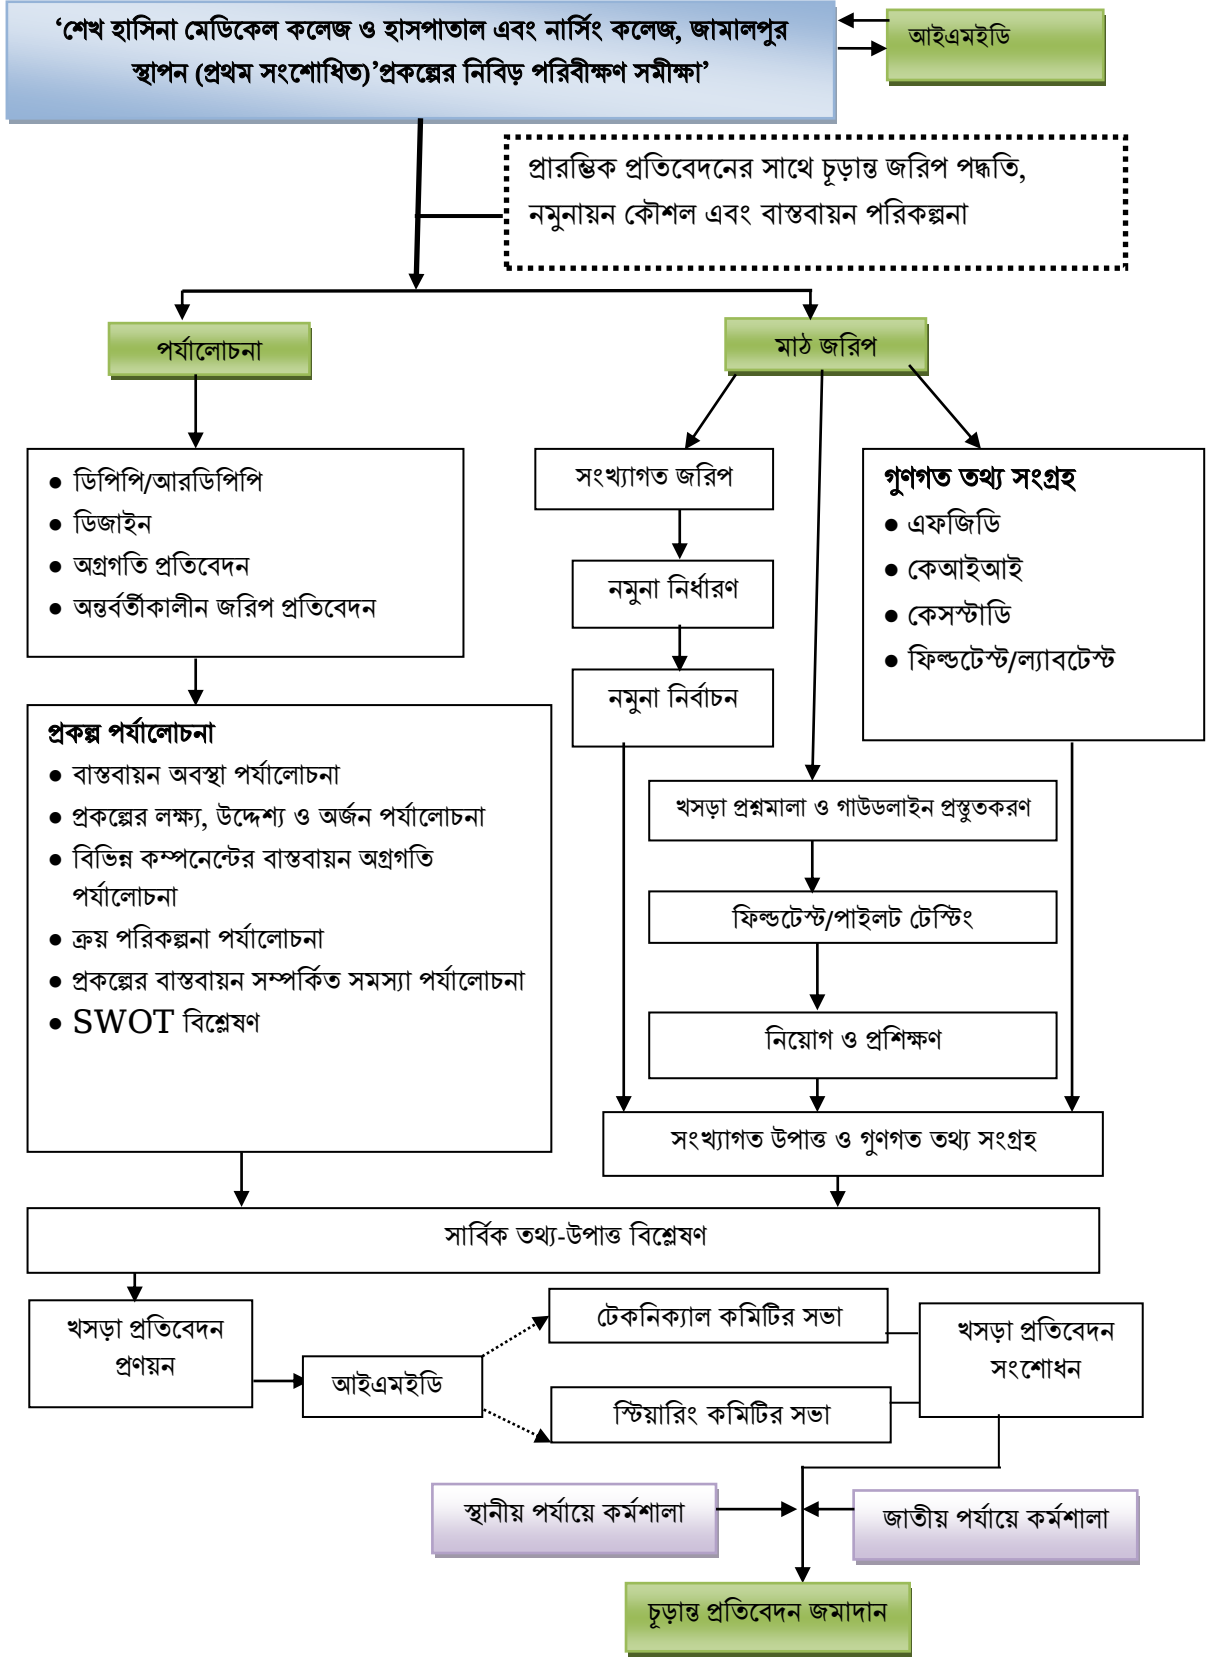 ‘শেখ হাসিনা মেডিকেল কলেজ ও হাসপাতাল এবং নার্সিং কলেজ, জামালপুর
স্থাপন (প্রথম সংশোধিত)’প্রকল্পের নিবিড় পরিবীক্ষণ সমীক্ষা’
আইএমইডি
প্রারম্ভিক প্রতিবেদনের সাথে চূড়ান্ত জরিপ পদ্ধতি,
নমুনায়ন কৌশল এবং বাস্তবায়ন পরিকল্পনা
পর্যালোচনা
মাঠ জরিপ
● ডিপিপি/আরডিপিপি
● ডিজাইন
● অগ্রগতি প্রতিবেদন
● অন্তর্বর্তীকালীন জরিপ প্রতিবেদন
সংখ্যাগত জরিপ
নমুনা নির্ধারণ
নমুনা নির্বাচন
গুণগত তথ্য সংগ্রহ
● এফজিডি
● কেআইআই
● কেসস্টাডি
● ফিল্ডটেস্ট/ল্যাবটেস্ট
প্রকল্প পর্যালোচনা
● বাস্তবায়ন অবস্থা পর্যালোচনা
● প্রকল্পের লক্ষ্য, উদ্দেশ্য ও অর্জন পর্যালোচনা
● বিভিন্ন কম্পনেন্টের বাস্তবায়ন অগ্রগতি
পর্যালোচনা
● ক্রয় পরিকল্পনা পর্যালোচনা
● প্রকল্পের বাস্তবায়ন সম্পর্কিত সমস্যা পর্যালোচনা
● SWOT বিশ্লেষণ
খসড়া প্রশ্নমালা ও গাউডলাইন প্রস্তুতকরণ
ফিল্ডটেস্ট/পাইলট টেস্টিং
নিয়োগ ও প্রশিক্ষণ
সংখ্যাগত উপাত্ত ও গুণগত তথ্য সংগ্রহ
সার্বিক তথ্য-উপাত্ত বিশ্লেষণ
খসড়া প্রতিবেদন
প্রণয়ন
আইএমইডি
টেকনিক্যাল কমিটির সভা
স্টিয়ারিং কমিটির সভা
খসড়া প্রতিবেদন
সংশোধন
স্থানীয় পর্যায়ে কর্মশালা
জাতীয় পর্যায়ে কর্মশালা
চূড়ান্ত প্রতিবেদন জমাদান